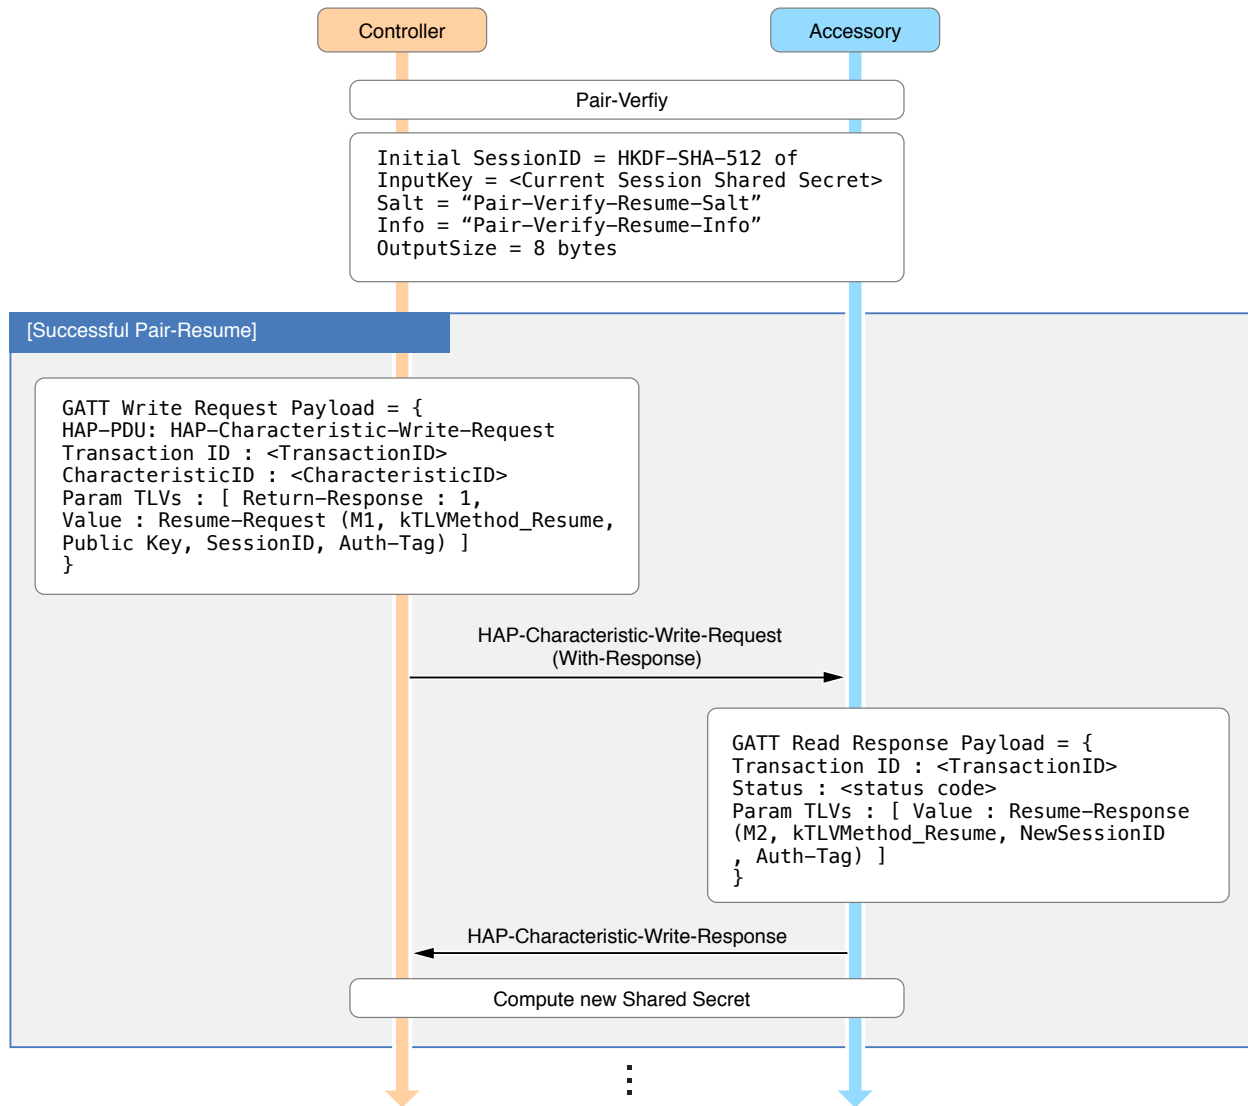 Controller
Accessory
Pair-Verfiy
Initial SessionID = HKDF-SHA-512 of
InputKey = <Current Session Shared Secret>
Salt = “Pair-Verify-Resume-Salt”
Info = “Pair-Verify-Resume-Info”
OutputSize = 8 bytes
[Successful Pair-Resume]
GATT Write Request Payload = {
HAP-PDU: HAP-Characteristic-Write-Request
Transaction ID : <TransactionID>
CharacteristicID : <CharacteristicID>
Param TLVs : [ Return-Response : 1,
Value : Resume-Request (M1, kTLVMethod_Resume,
Public Key, SessionID, Auth-Tag) ]
}
HAP-Characteristic-Write-Request
(With-Response)
GATT Read Response Payload = {
Transaction ID : <TransactionID>
Status : <status code>
Param TLVs : [ Value : Resume-Response
(M2, kTLVMethod_Resume, NewSessionID
, Auth-Tag) ]
}
HAP-Characteristic-Write-Response
Compute new Shared Secret